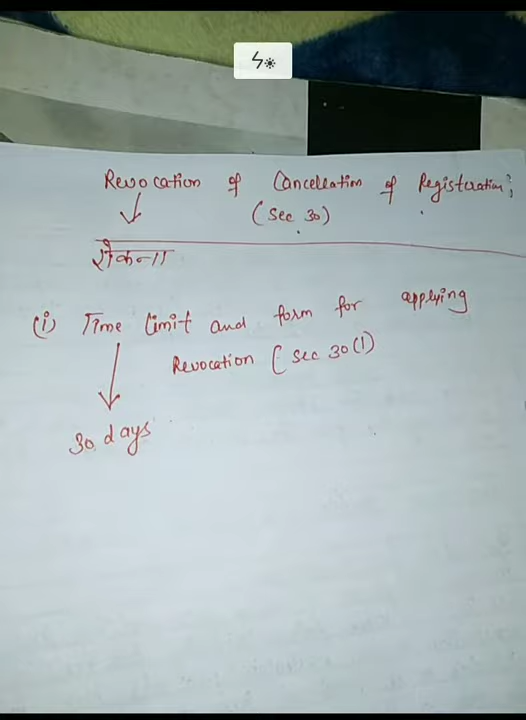 Revocation of Cancellation of Registration;
(Sec 30)
रोकना
(i) Time limit and form for applying
Revocation (Sec 30(1)
30 days